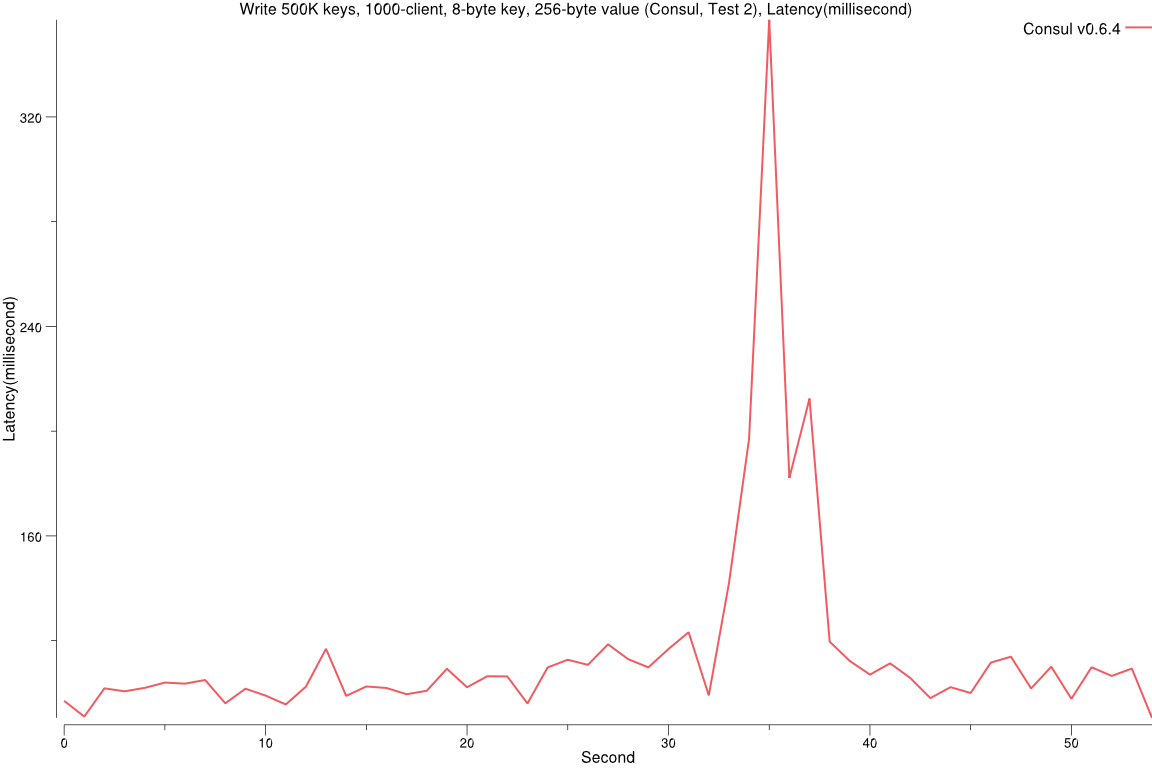 Write 500K keys, 1000-client, 8-byte key, 256-byte value (Consul, Test 2), Latency(millisecond)
Consul v0.6.4
320
240
160
Latency(millisecond)
0 10 20 30 40 50
Second